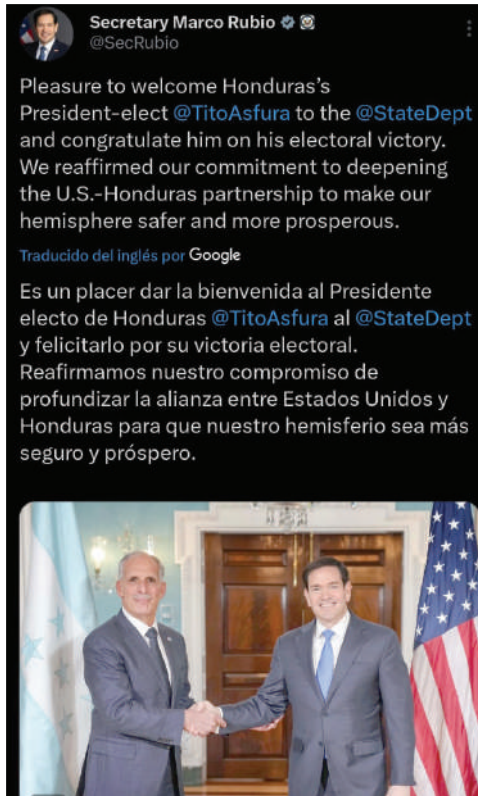 Secretary Marco Rubio
@SecRubio
Pleasure to welcome Honduras's
President-elect @TitoAsfura to the @StateDept
and congratulate him on his electoral victory.
We reaffirmed our commitment to deepening
the U.S.-Honduras partnership to make our
hemisphere safer and more prosperous.
Traducido del inglés por Google
Es un placer dar la bienvenida al Presidente
electo de Honduras @TitoAsfura al @StateDept
y felicitarlo por su victoria electoral.
Reafirmamos nuestro compromiso de
profundizar la alianza entre Estados Unidos y
Honduras para que nuestro hemisferio sea más
seguro y próspero.